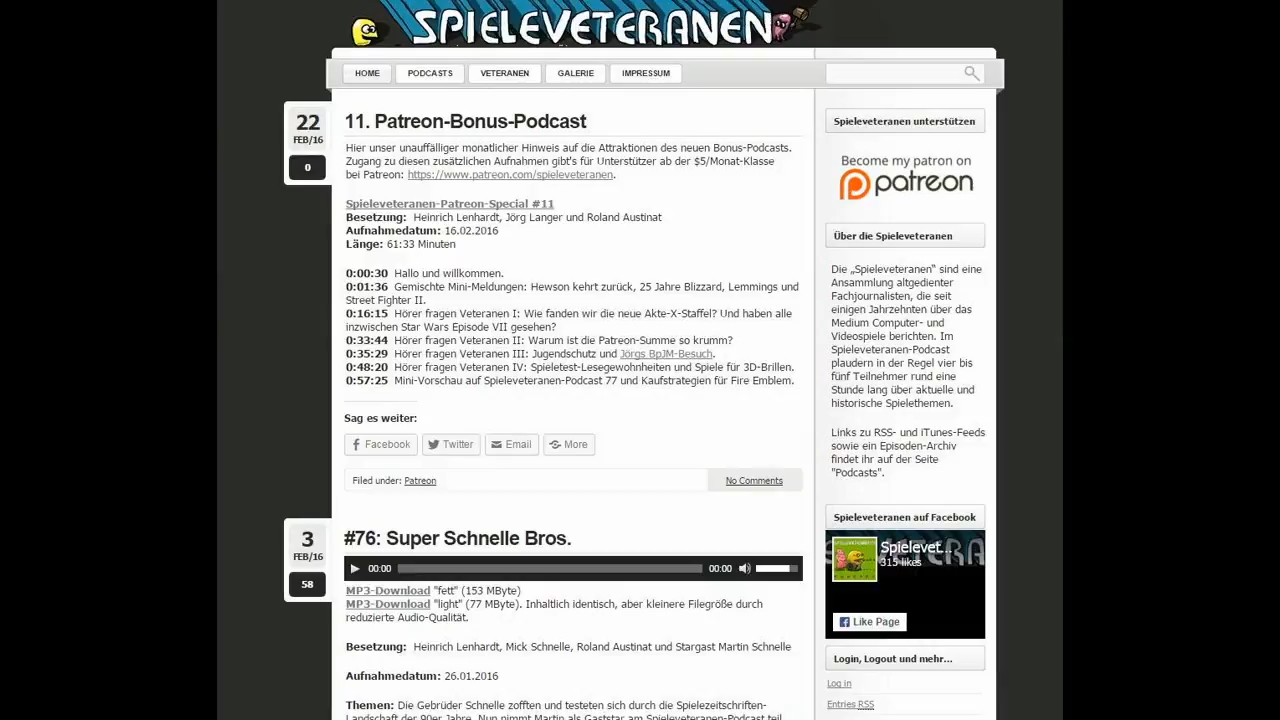 SPIELEVETERANEN
HOME PODCASTS VETERANEN GALERIE IMPRESSUM
22
FEB/16
0
11. Patreon-Bonus-Podcast
Hier unser unauffälliger monatlicher Hinweis auf die Attraktionen des neuen Bonus-Podcasts.
Zugang zu diesen zusätzlichen Aufnahmen gibt's für Unterstützer ab der $5/Monat-Klasse
bei Patreon: https://www.patreon.com/spieleveteranen.
Spieleveteranen-Patreon-Special #11
Besetzung: Heinrich Lenhardt, Jörg Langer und Roland Austinat
Aufnahmedatum: 16.02.2016
Länge: 61:33 Minuten
0:00:30 Hallo und willkommen.
0:01:36 Gemischte Mini-Meldungen: Hewson kehrt zurück, 25 Jahre Blizzard, Lemmings und
Street Fighter II.
0:16:15 Hörer fragen Veteranen I: Wie fanden wir die neue Akte-X-Staffel? Und haben alle
inzwischen Star Wars Episode VII gesehen?
0:33:44 Hörer fragen Veteranen II: Warum ist die Patreon-Summe so krumm?
0:35:29 Hörer fragen Veteranen III: Jugendschutz und Jörgs BpJM-Besuch.
0:48:20 Hörer fragen Veteranen IV: Spieletest-Lesegewohnheiten und Spiele für 3D-Brillen.
0:57:25 Mini-Vorschau auf Spieleveteranen-Podcast 77 und Kaufstrategien für Fire Emblem.
Sag es weiter:
Facebook Twitter Email More
Filed under: Patreon
No Comments
3
FEB/16
58
#76: Super Schnelle Bros.
00:00 00:00
MP3-Download "fett" (153 MByte)
MP3-Download "light" (77 MByte). Inhaltlich identisch, aber kleinere Filegröße durch
reduzierte Audio-Qualität.
Besetzung: Heinrich Lenhardt, Mick Schnelle, Roland Austinat und Stargast Martin Schnelle
Aufnahmedatum: 26.01.2016
Themen: Die Gebrüder Schnelle zofften und testeten sich durch die Spielezeitschriften-
Landschaft der 90er Jahre. Nun nimmt Martin als Gaststar am Spieleveteranen-Podcast teil
Spieleveteranen unterstützen
Become my patron on
patreon
Über die Spieleveteranen
Die „Spieleveteranen" sind eine
Ansammlung altgedienter
Fachjournalisten, die seit
einigen Jahrzehnten über das
Medium Computer- und
Videospiele berichten. Im
Spieleveteranen-Podcast
plaudern in der Regel vier bis
fünf Teilnehmer rund eine
Stunde lang über aktuelle und
historische Spielethemen.
Links zu RSS- und iTunes-Feeds
sowie ein Episoden-Archiv
findet ihr auf der Seite
"Podcasts".
Spieleveteranen auf Facebook
Spielevet...
315 likes
Like Page
Login, Logout und mehr...
Log in
Entries RSS